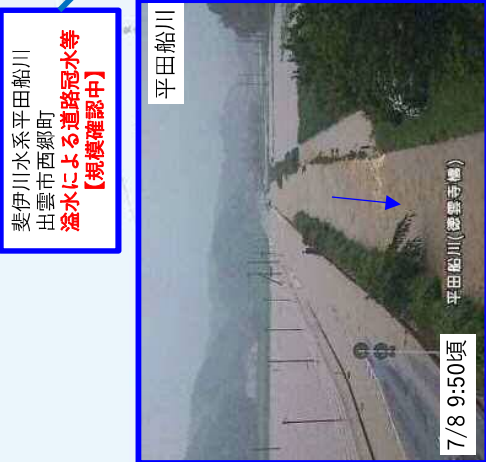 斐伊川水系平田船川
出雲市西郷町
溢水による道路冠水等
【規模確認中】
平田船川
平田船川(徳雲寺橋)
7/8 9:50頃